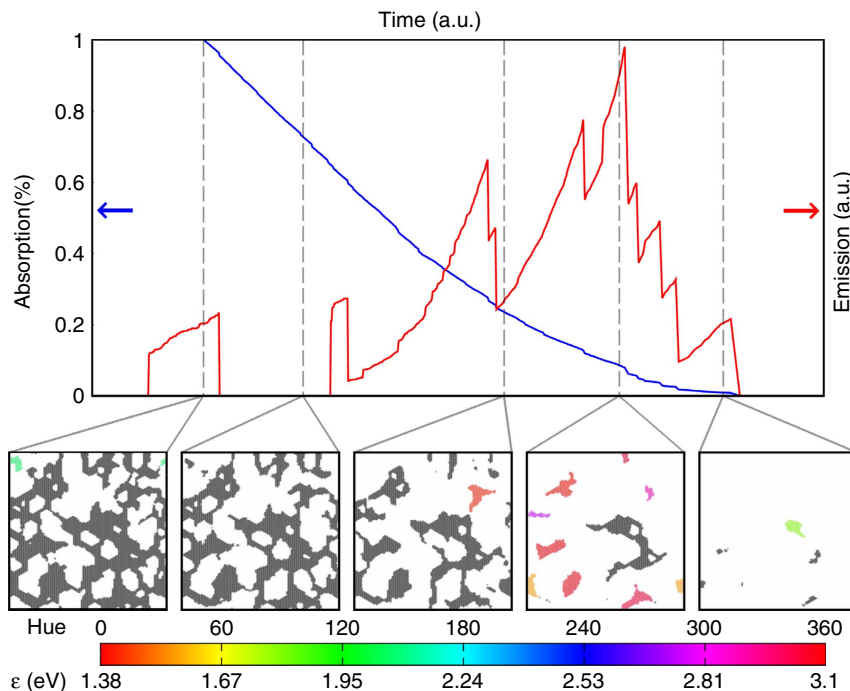 Time (a.u.)
1
0.8
0.6
0.4
0.2
0
Absorption(%)
Emission (a.u.)
Hue 0 60 120 180 240 300 360
ε (eV) 1.38 1.67 1.95 2.24 2.53 2.81 3.1